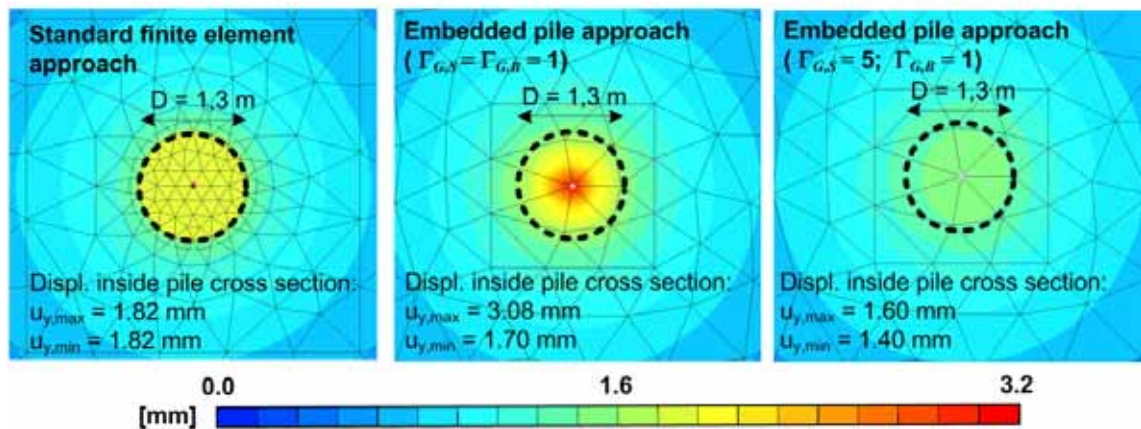 Standard finite element
approach
D = 1,3 m
Displ. inside pile cross section:
u_y,max = 1.82 mm
u_y,min = 1.82 mm
Embedded pile approach
( Γ_G,S = Γ_G,B = 1)
D = 1,3 m
Displ. inside pile cross section:
u_y,max = 3.08 mm
u_y,min = 1.70 mm
Embedded pile approach
( Γ_G,S = 5; Γ_G,B = 1)
D = 1,3 m
Displ. inside pile cross section:
u_y,max = 1.60 mm
u_y,min = 1.40 mm
0.0 1.6 3.2
[mm]